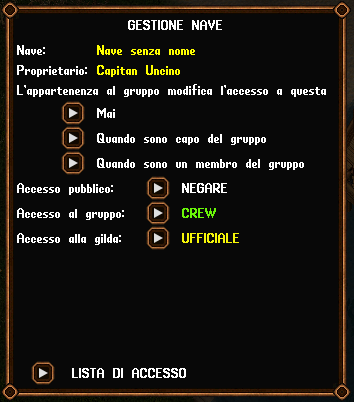 GESTIONE NAVE
Nave: Nave senza nome
Proprietario: Capitan Uncino
L'appartenenza al gruppo modifica l'accesso a questa
Mai
Quando sono capo del gruppo
Quando sono un membro del gruppo
Accesso pubblico: NEGARE
Accesso al gruppo: CREW
Accesso alla gilda: UFFICIALE
LISTA DI ACCESSO